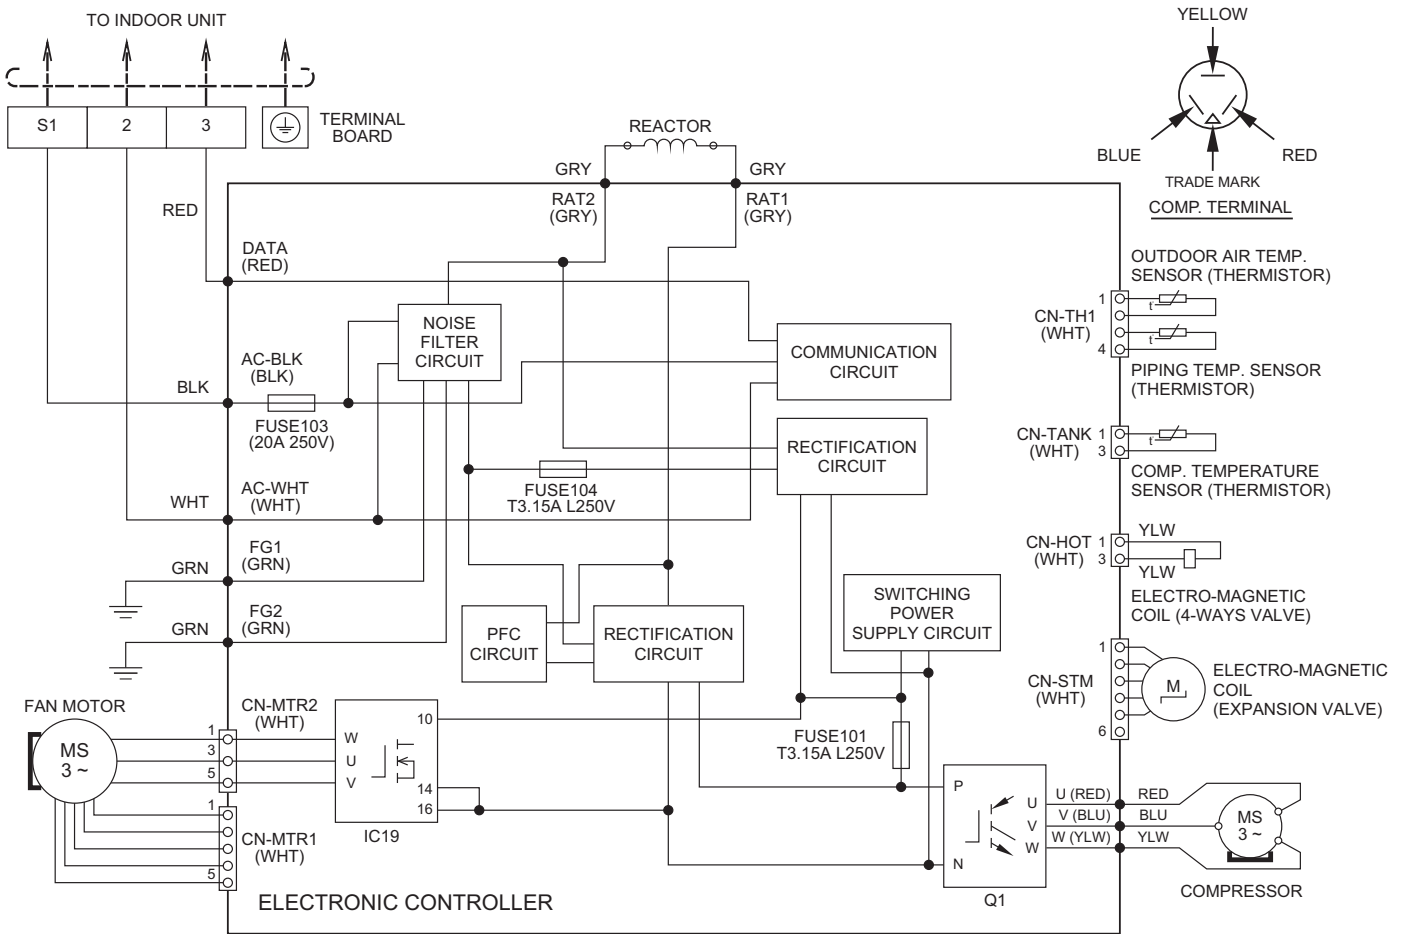 TO INDOOR UNIT
S1
2
3
TERMINAL
BOARD
YELLOW
BLUE
RED
TRADE MARK
COMP. TERMINAL
REACTOR
GRY
GRY
RAT2
(GRY)
RAT1
(GRY)
RED
DATA
(RED)
NOISE
FILTER
CIRCUIT
COMMUNICATION
CIRCUIT
BLK
AC-BLK
(BLK)
FUSE103
(20A 250V)
RECTIFICATION
CIRCUIT
FUSE104
T3.15A L250V
WHT
AC-WHT
(WHT)
GRN
FG1
(GRN)
GRN
FG2
(GRN)
PFC
CIRCUIT
RECTIFICATION
CIRCUIT
SWITCHING
POWER
SUPPLY CIRCUIT
OUTDOOR AIR TEMP.
SENSOR (THERMISTOR)
CN-TH1
(WHT)
1
4
t
t
PIPING TEMP. SENSOR
(THERMISTOR)
CN-TANK
(WHT)
1
3
t
COMP. TEMPERATURE
SENSOR (THERMISTOR)
CN-HOT
(WHT)
1
3
YLW
YLW
ELECTRO-MAGNETIC
COIL (4-WAYS VALVE)
CN-STM
(WHT)
1
6
M
ELECTRO-MAGNETIC
COIL
(EXPANSION VALVE)
FAN MOTOR
MS
3 ~
CN-MTR2
(WHT)
1
3
5
CN-MTR1
(WHT)
1
5
W
U
V
10
14
16
IC19
FUSE101
T3.15A L250V
P
N
U
V
W
Q1
U (RED)
V (BLU)
W (YLW)
RED
BLU
YLW
MS
3 ~
COMPRESSOR
ELECTRONIC CONTROLLER